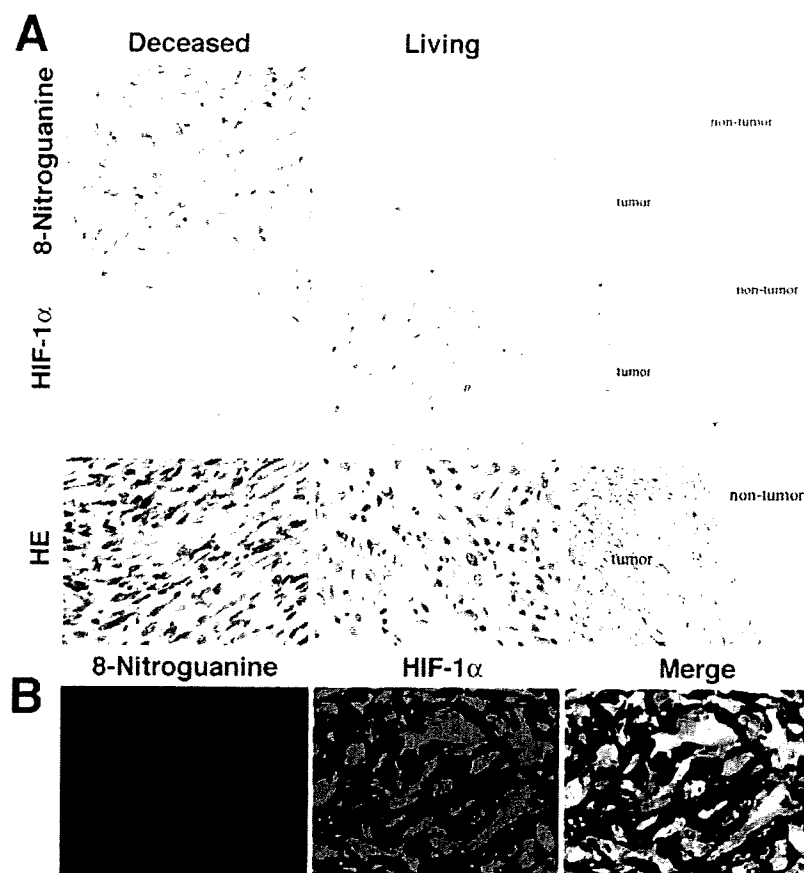 A
Deceased Living
8-Nitroguanine
non-tumor
tumor
HIF-1α
non-tumor
tumor
HE
non-tumor
tumor
8-Nitroguanine HIF-1α Merge
B